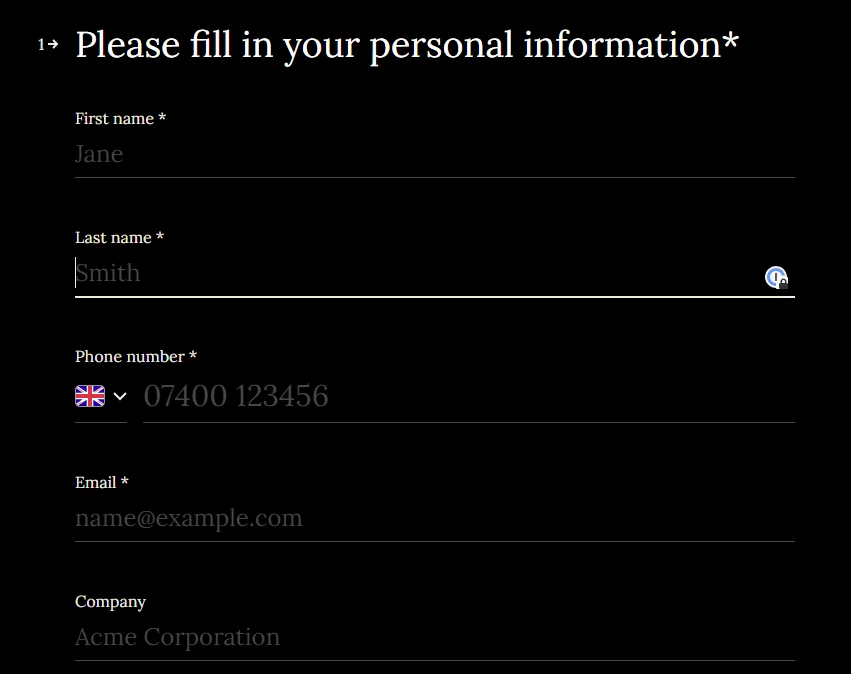 1→ Please fill in your personal information*
First name *
Jane
Last name *
Smith
Phone number *
07400 123456
Email *
name@example.com
Company
Acme Corporation